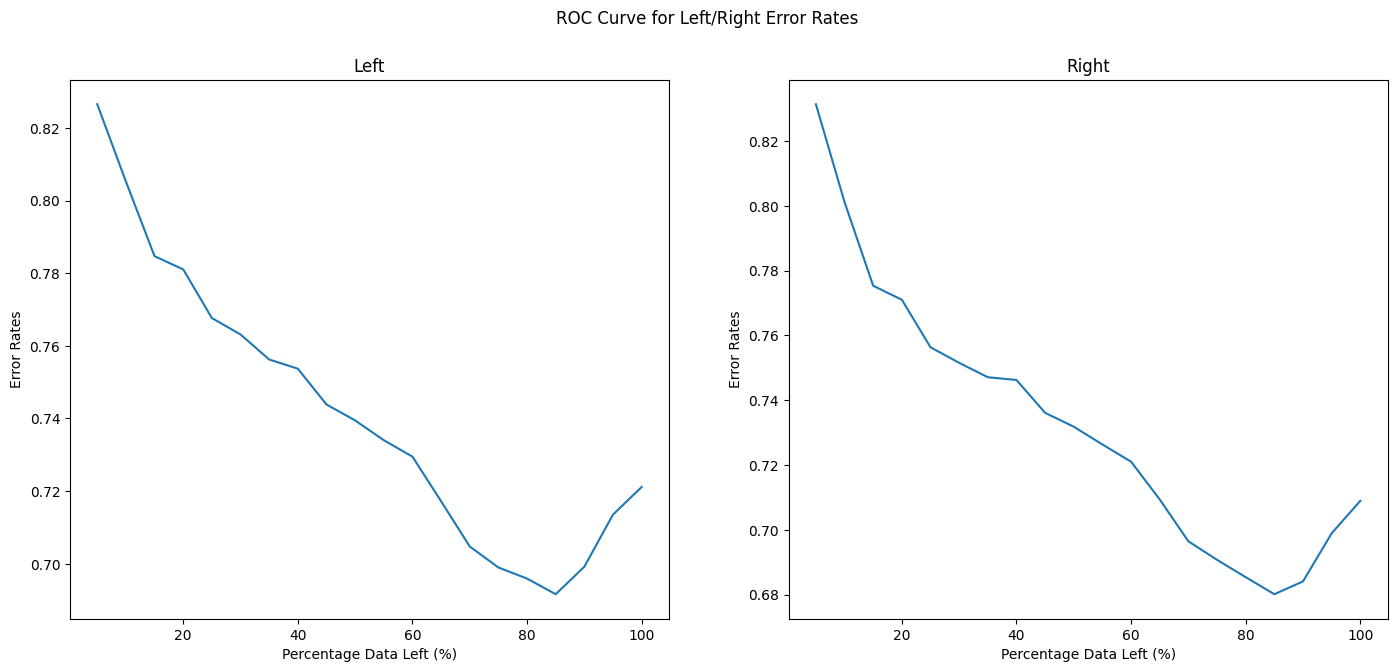 ROC Curve for Left/Right Error Rates
Left
0.82
0.80
0.78
0.76
0.74
0.72
0.70
Error Rates
20 40 60 80 100
Percentage Data Left (%)
Right
0.82
0.80
0.78
0.76
0.74
0.72
0.70
0.68
Error Rates
20 40 60 80 100
Percentage Data Left (%)